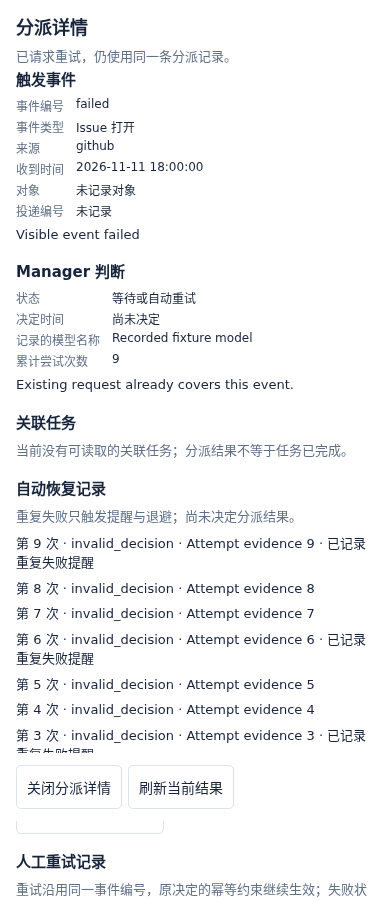 分派详情
已请求重试，仍使用同一条分派记录。
触发事件
事件编号 failed
事件类型 Issue 打开
来源 github
收到时间 2026-11-11 18:00:00
对象 未记录对象
投递编号 未记录
Visible event failed
Manager 判断
状态 等待或自动重试
决定时间 尚未决定
记录的模型名称 Recorded fixture model
累计尝试次数 9
Existing request already covers this event.
关联任务
当前没有可读取的关联任务；分派结果不等于任务已完成。
自动恢复记录
重复失败只触发提醒与退避；尚未决定分派结果。
第 9 次 · invalid_decision · Attempt evidence 9 · 已记录
重复失败提醒
第 8 次 · invalid_decision · Attempt evidence 8
第 7 次 · invalid_decision · Attempt evidence 7
第 6 次 · invalid_decision · Attempt evidence 6 · 已记录
重复失败提醒
第 5 次 · invalid_decision · Attempt evidence 5
第 4 次 · invalid_decision · Attempt evidence 4
第 3 次 · invalid_decision · Attempt evidence 3 · 已记录
重复失败提醒
关闭分派详情 刷新当前结果
人工重试记录
重试沿用同一事件编号，原决定的幂等约束继续生效；失败状